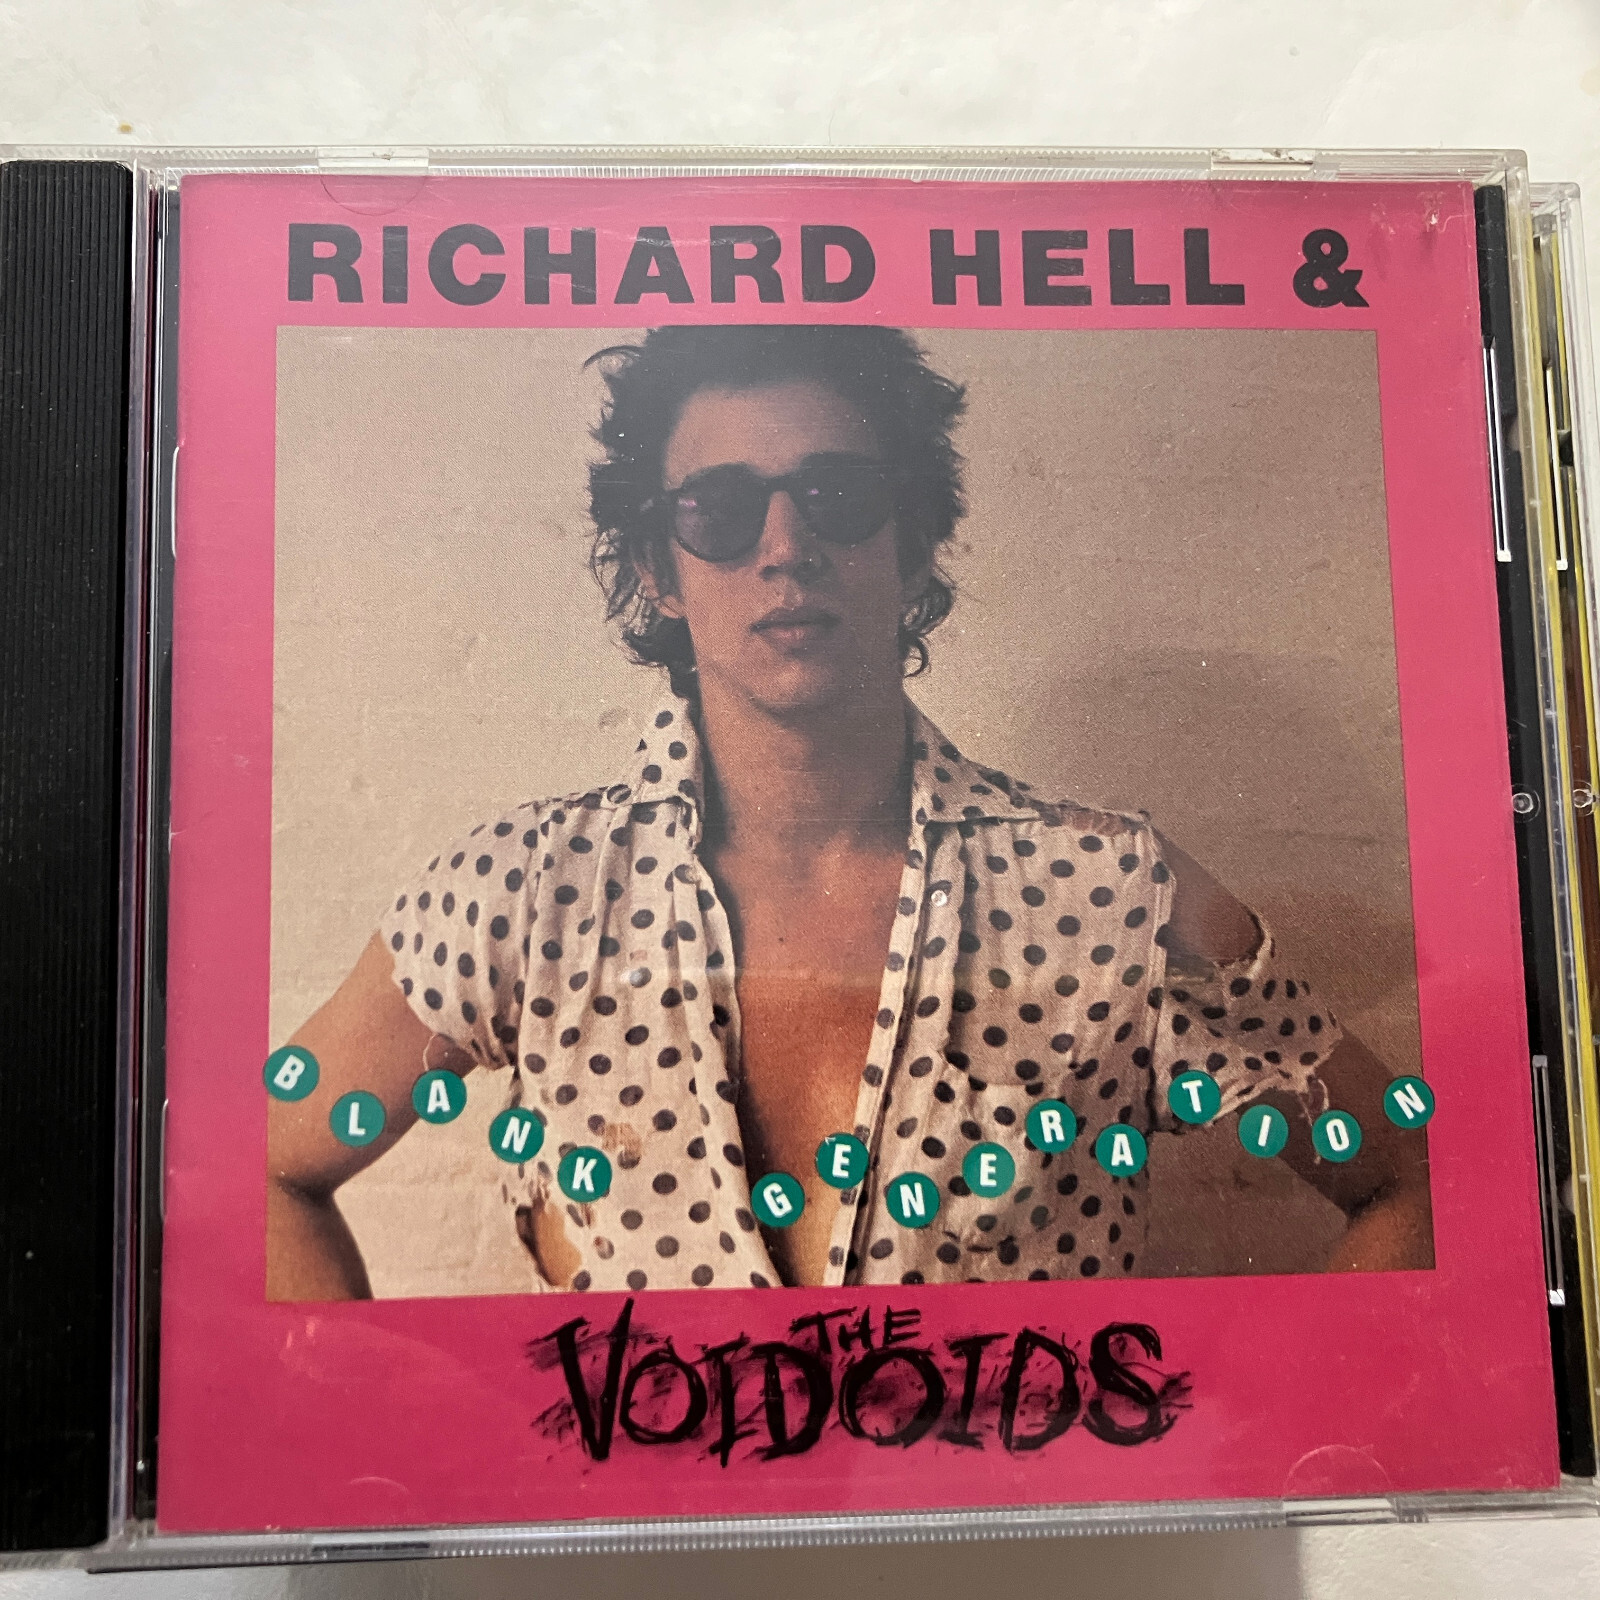 RICHARD HELL &
BLANK GENERATION
THE
VOIDOIDS